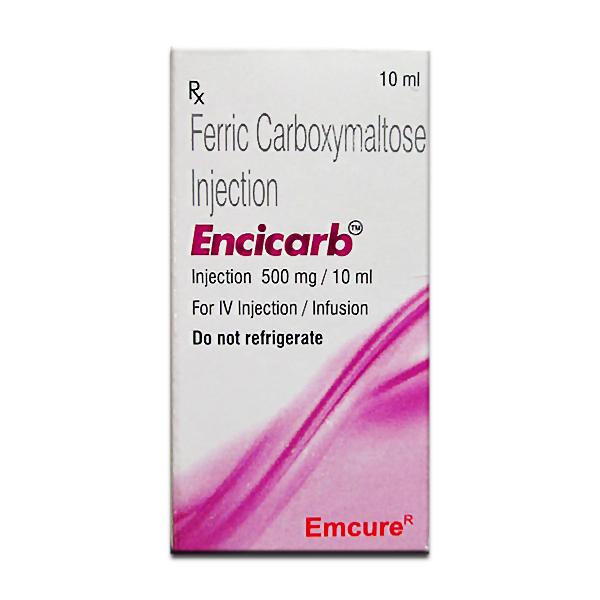 10 ml
Rx
Ferric Carboxymaltose
Injection
Encicarb™
Injection 500 mg / 10 ml
For IV Injection / Infusion
Do not refrigerate
Emcure R